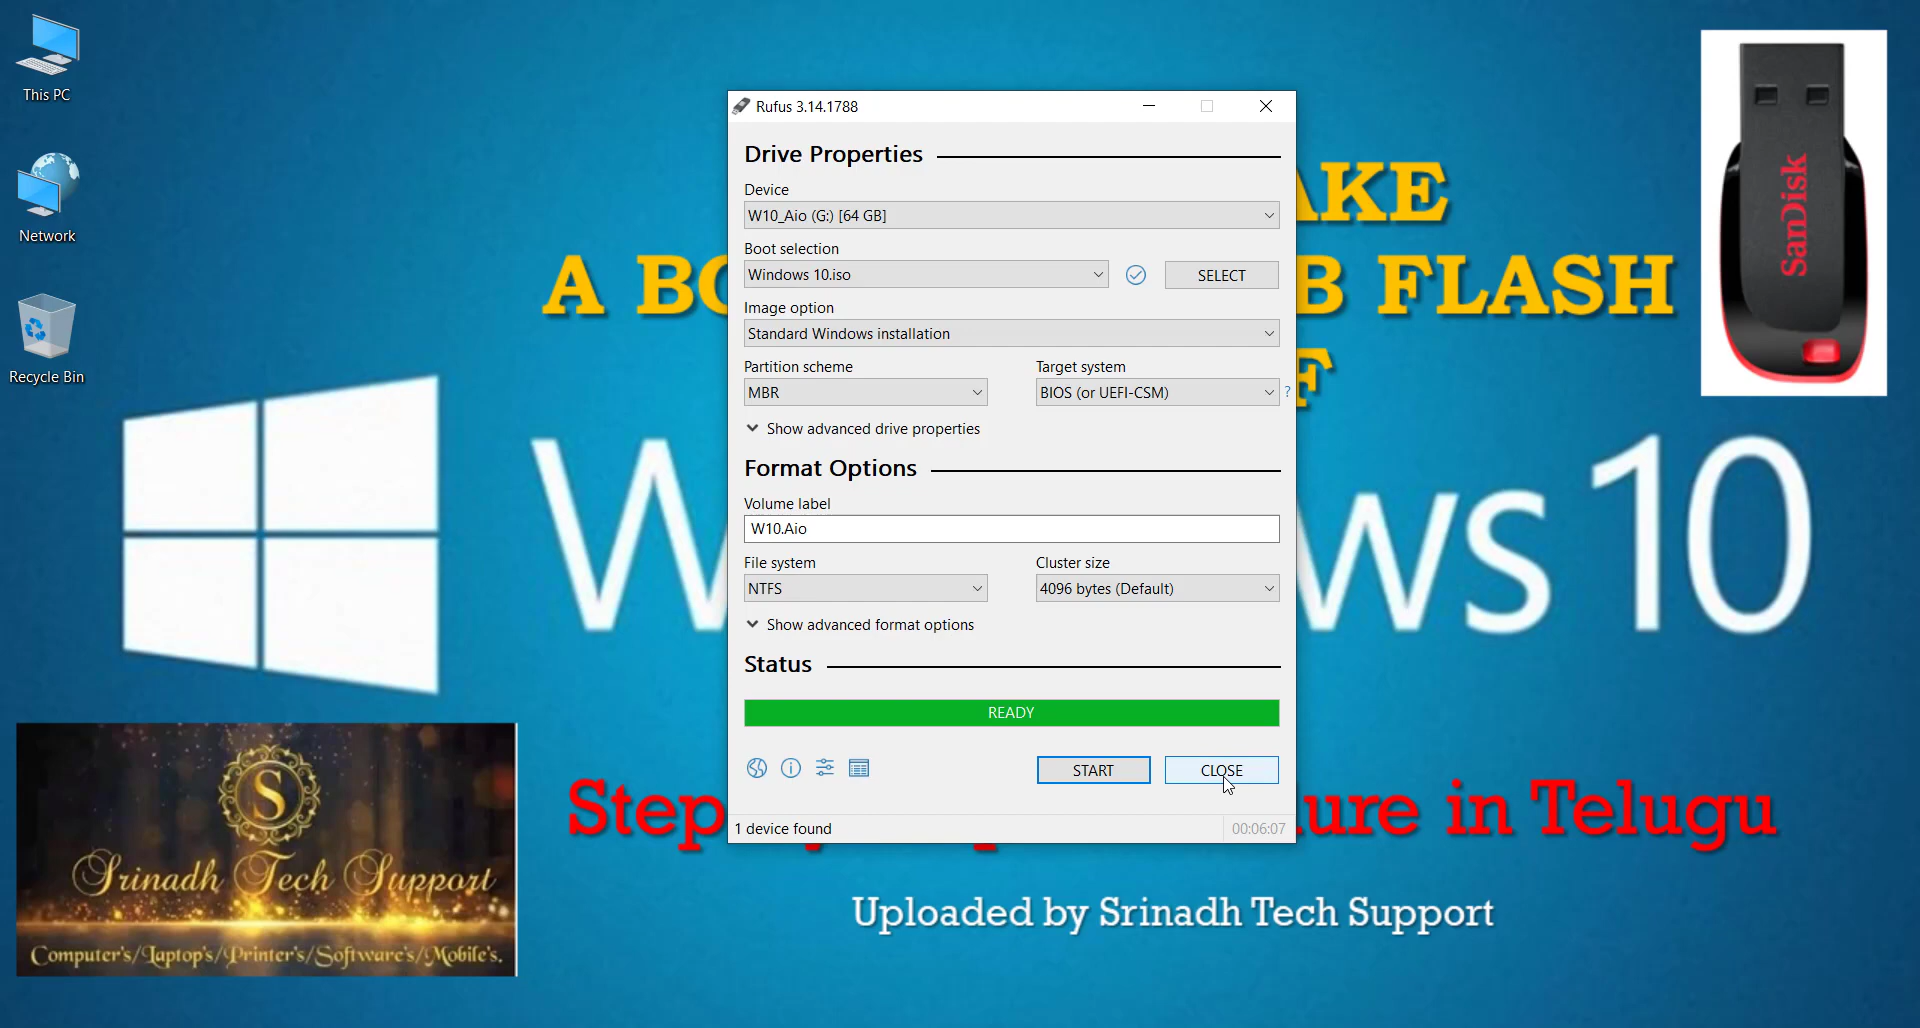 This PC
Network
Recycle Bin
Rufus 3.14.1788
Drive Properties
Device
W10_Aio (G:) [64 GB]
Boot selection
Windows 10.iso
SELECT
Image option
Standard Windows installation
Partition scheme
Target system
MBR
BIOS (or UEFI-CSM)
?
Show advanced drive properties
Format Options
Volume label
W10.Aio
File system
Cluster size
NTFS
4096 bytes (Default)
Show advanced format options
Status
READY
START
CLOSE
1 device found
00:06:07
AKE
A BO B FLASH
F
W ws 10
Step ure in Telugu
Uploaded by Srinadh Tech Support
SanDisk
S
Srinadh Tech Support
Computer's/Laptop's/Printer's/Software's/Mobile's.